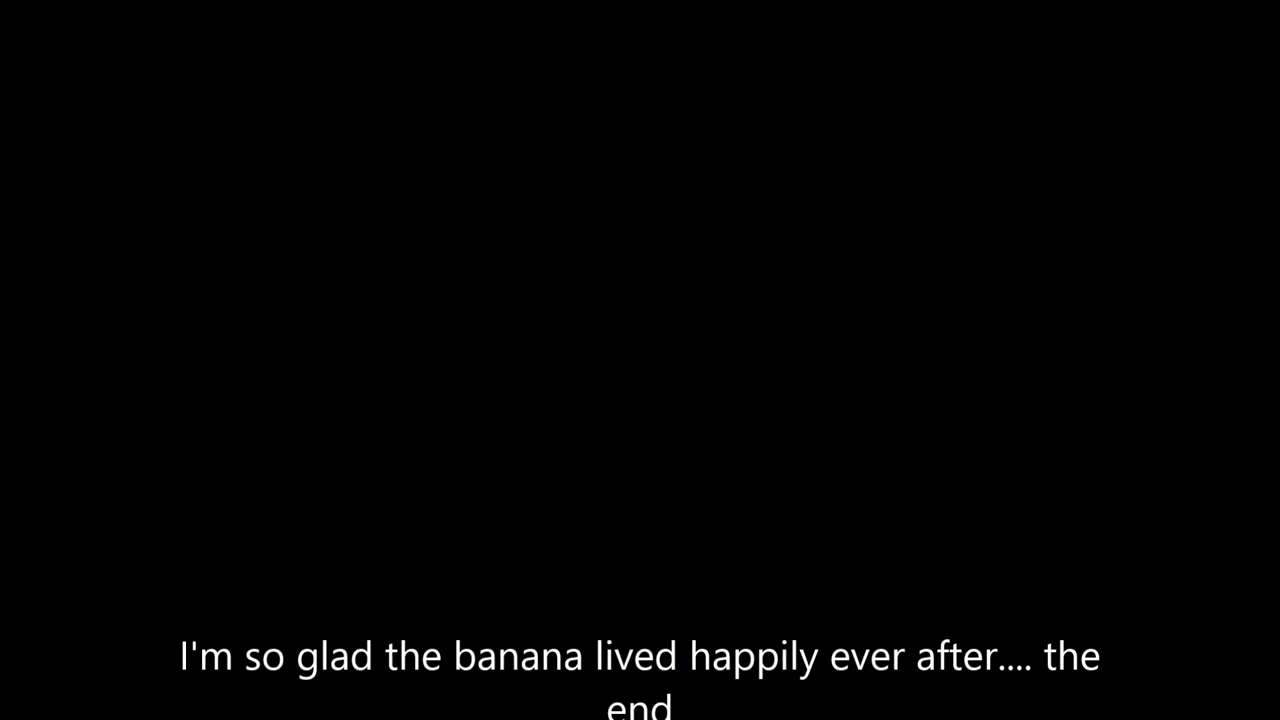 I'm so glad the banana lived happily ever after.... the
end